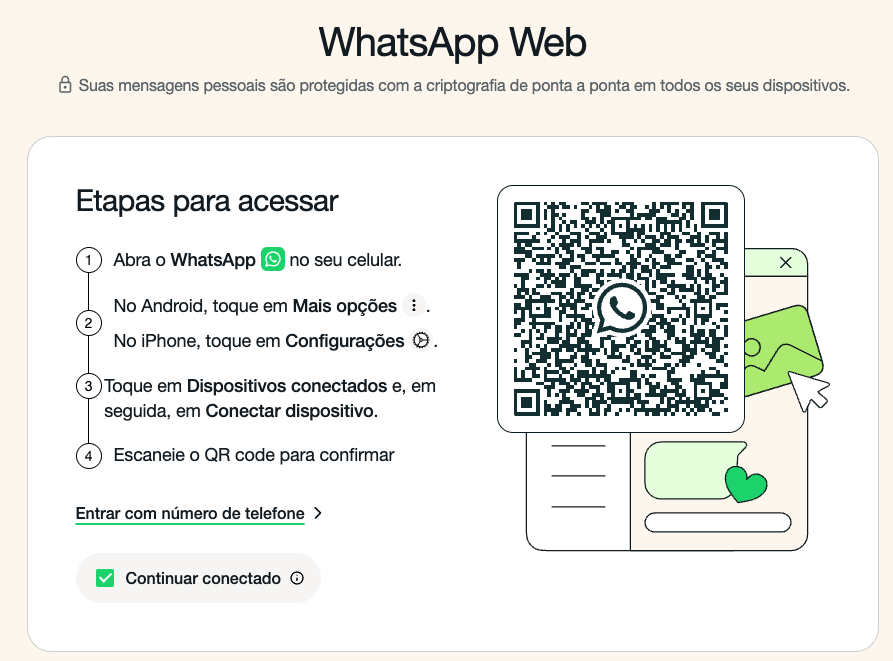 WhatsApp Web
Suas mensagens pessoais são protegidas com a criptografia de ponta a ponta em todos os seus dispositivos.
Etapas para acessar
1 Abra o WhatsApp no seu celular.
2 No Android, toque em Mais opções .
No iPhone, toque em Configurações .
3 Toque em Dispositivos conectados e, em
seguida, em Conectar dispositivo.
4 Escaneie o QR code para confirmar
Entrar com número de telefone
Continuar conectado